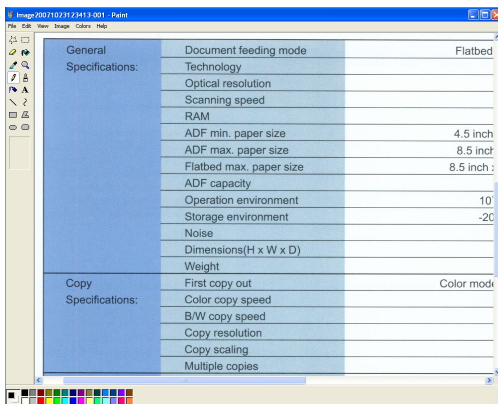 Image20071023123413-001 - Paint
File Edit View Image Colors Help
General Document feeding mode Flatbed
Specifications: Technology
Optical resolution
Scanning speed
RAM
ADF min. paper size 4.5 inch
ADF max. paper size 8.5 inch
Flatbed max. paper size 8.5 inch
ADF capacity
Operation environment 10
Storage environment -20
Noise
Dimensions(H x W x D)
Weight
Copy First copy out Color mode
Specifications: Color copy speed
B/W copy speed
Copy resolution
Copy scaling
Multiple copies